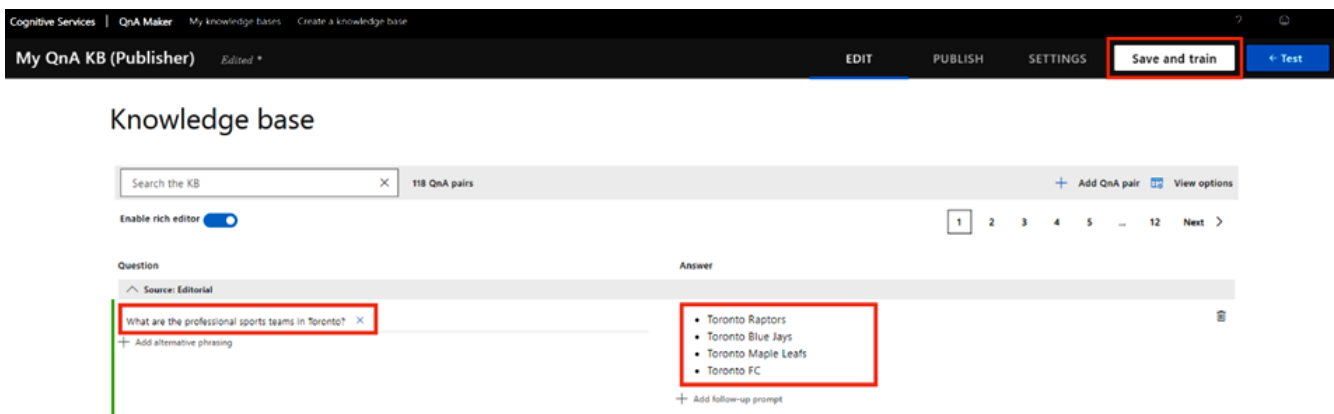 Cognitive Services | QnA Maker My knowledge bases Create a knowledge base ?
My QnA KB (Publisher) Edited * EDIT PUBLISH SETTINGS Save and train ← Test
Knowledge base
Search the KB × 118 QnA pairs + Add QnA pair View options
Enable rich editor 1 2 3 4 5 ... 12 Next >
Question Answer
Source: Editorial
What are the professional sports teams in Toronto? ×
+ Add alternative phrasing
• Toronto Raptors
• Toronto Blue Jays
• Toronto Maple Leafs
• Toronto FC
+ Add follow-up prompt